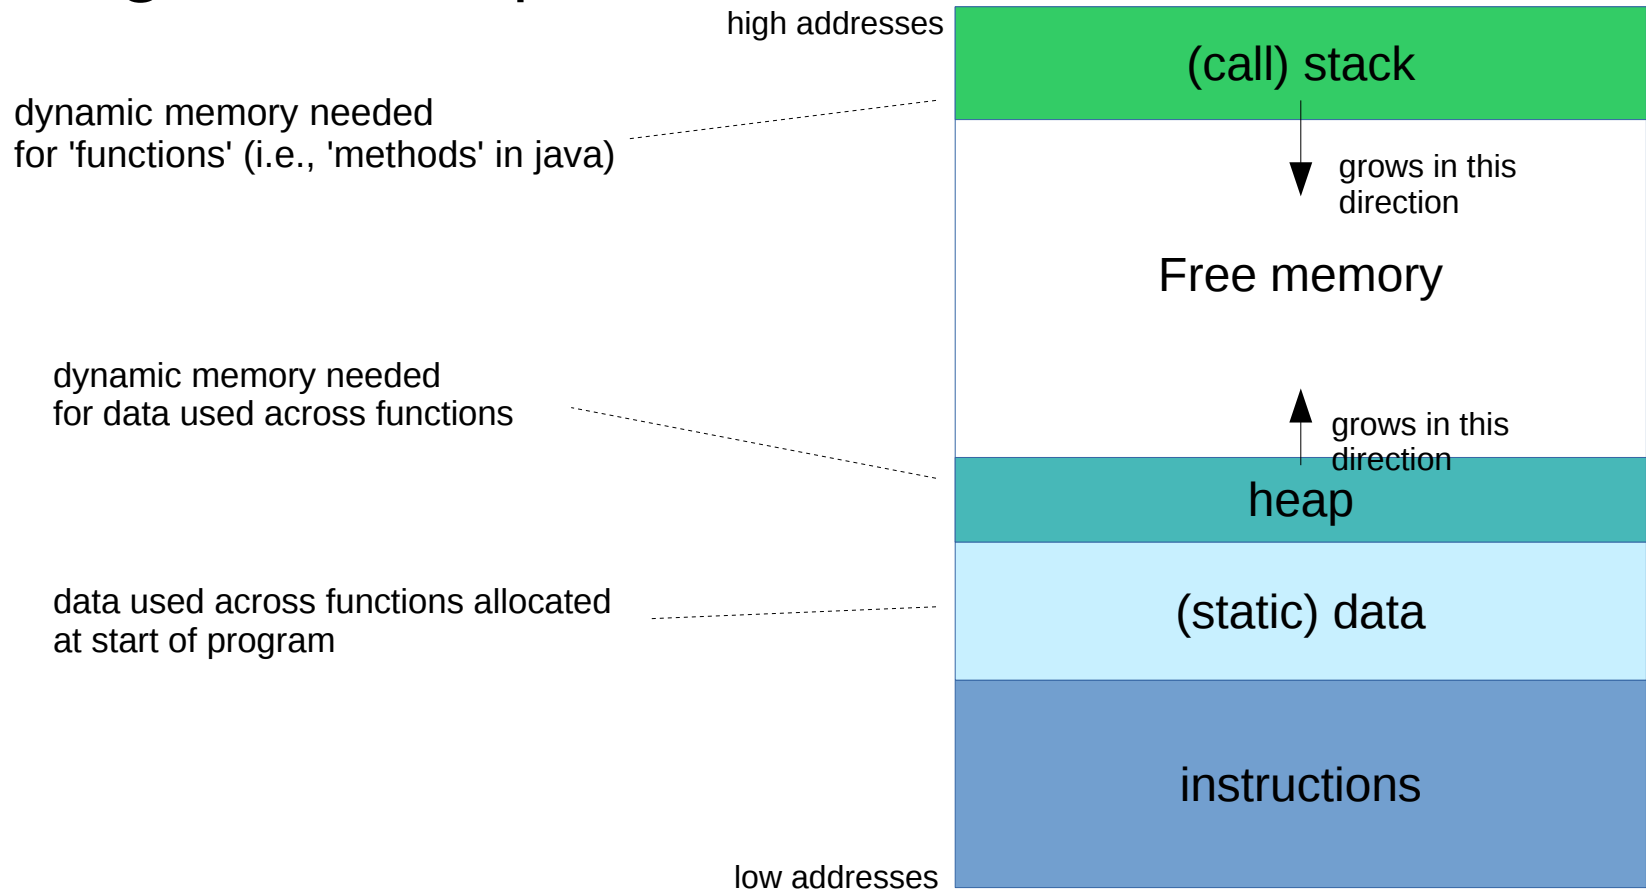 high addresses
(call) stack
dynamic memory needed
for 'functions' (i.e., 'methods' in java)
grows in this
direction
Free memory
dynamic memory needed
for data used across functions
grows in this
direction
heap
data used across functions allocated
at start of program
(static) data
instructions
low addresses